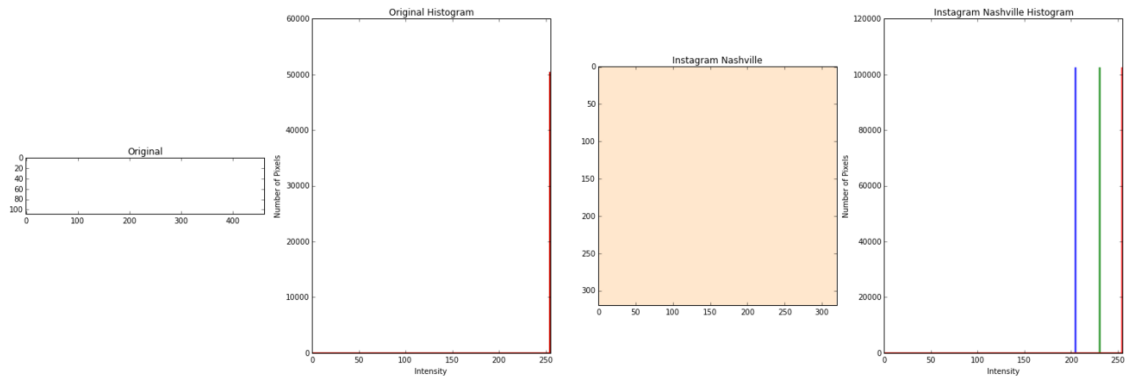 Original
0
20
40
60
80
100
0 100 200 300 400
Original Histogram
60000
50000
40000
30000
20000
10000
0
Number of Pixels
0 50 100 150 200 250
Intensity
Instagram Nashville
0
50
100
150
200
250
300
0 50 100 150 200 250 300
Instagram Nashville Histogram
120000
100000
80000
60000
40000
20000
0
Number of Pixels
0 50 100 150 200 250
Intensity